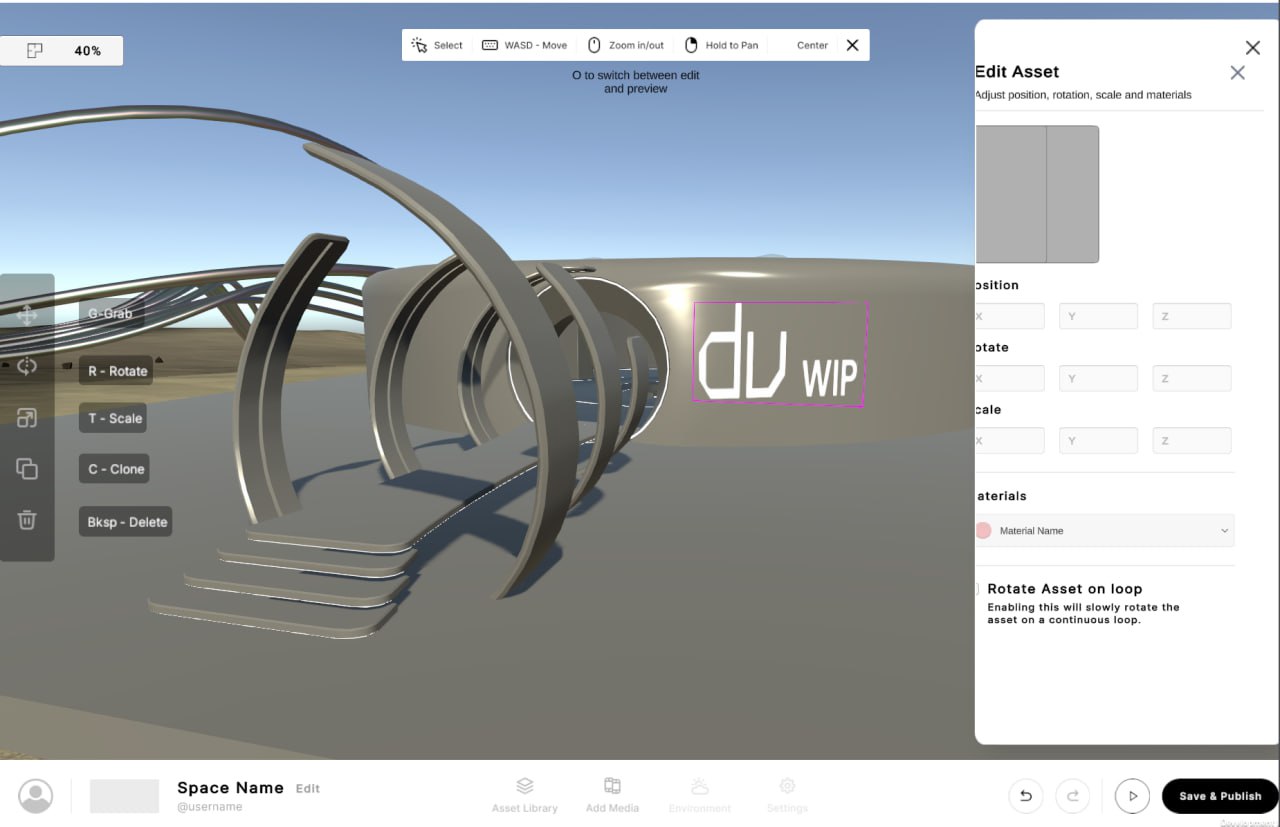 40%
Select
WASD - Move
Zoom in/out
Hold to Pan
Center
O to switch between edit
and preview
G-Grab
R - Rotate
T - Scale
C - Clone
Bksp - Delete
du WIP
Edit Asset
Adjust position, rotation, scale and materials
osition
X
Y
Z
otate
X
Y
Z
cale
X
Y
Z
aterials
Material Name
Rotate Asset on loop
Enabling this will slowly rotate the
asset on a continuous loop.
Space Name
Edit
@username
Asset Library
Add Media
Environment
Settings
Save & Publish
Development